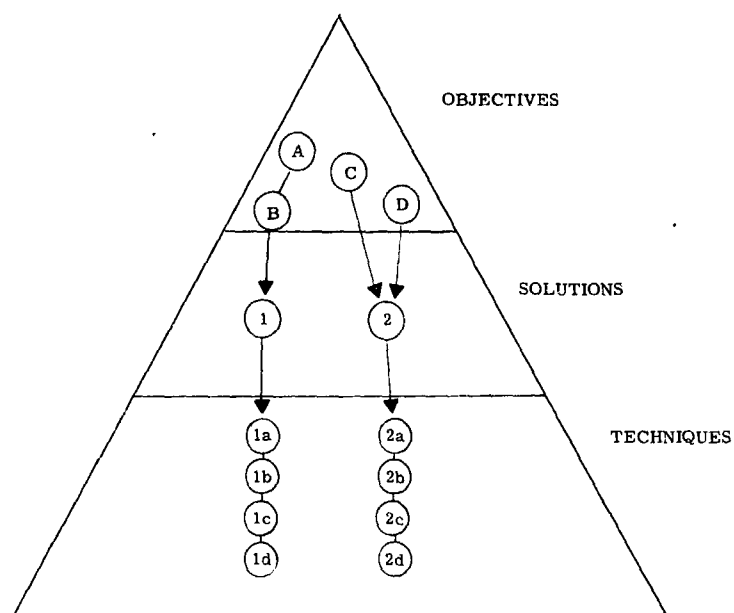 OBJECTIVES
A
C
D
B
SOLUTIONS
1
2
TECHNIQUES
1a
2a
1b
2b
1c
2c
1d
2d